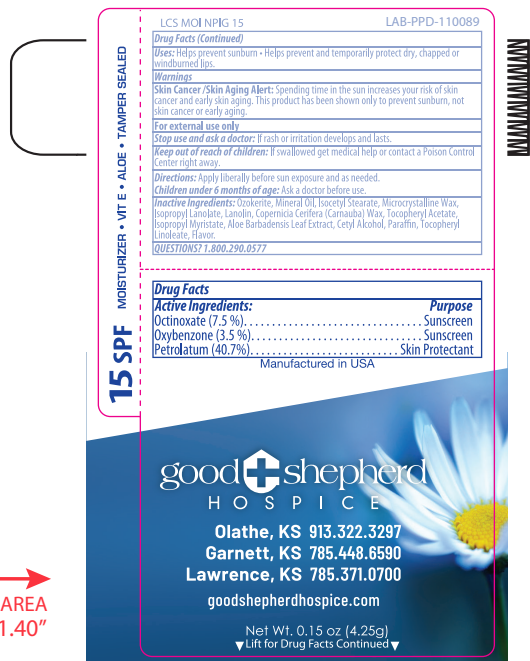 LCS MOI NPIG 15
LAB-PPD-110089
Drug Facts (Continued)
Uses: Helps prevent sunburn • Helps prevent and temporarily protect dry, chapped or
windburned lips.
Warnings
Skin Cancer /Skin Aging Alert: Spending time in the sun increases your risk of skin
cancer and early skin aging. This product has been shown only to prevent sunburn, not
skin cancer or early aging.
For external use only
Stop use and ask a doctor: If rash or irritation develops and lasts.
Keep out of reach of children: If swallowed get medical help or contact a Poison Control
Center right away.
Directions: Apply liberally before sun exposure and as needed.
Children under 6 months of age: Ask a doctor before use.
Inactive Ingredients: Ozokerite, Mineral Oil, Isocetyl Stearate, Microcrystalline Wax,
Isopropyl Lanolate, Lanolin, Copernicia Cerifera (Carnauba) Wax, Tocopheryl Acetate,
Isopropyl Myristate, Aloe Barbadensis Leaf Extract, Cetyl Alcohol, Paraffin, Tocopheryl
Linoleate, Flavor.
QUESTIONS? 1.800.290.0577
15 SPF MOISTURIZER • VIT E • ALOE • TAMPER SEALED
Drug Facts
Active Ingredients: Purpose
Octinoxate (7.5 %)................................Sunscreen
Oxybenzone (3.5 %)..............................Sunscreen
Petrolatum (40.7%)..........................Skin Protectant
Manufactured in USA
good shepherd
HOSPICE
Olathe, KS 913.322.3297
Garnett, KS 785.448.6590
Lawrence, KS 785.371.0700
goodshepherdhospice.com
Net Wt. 0.15 oz (4.25g)
▼Lift for Drug Facts Continued▼
AREA
1.40"